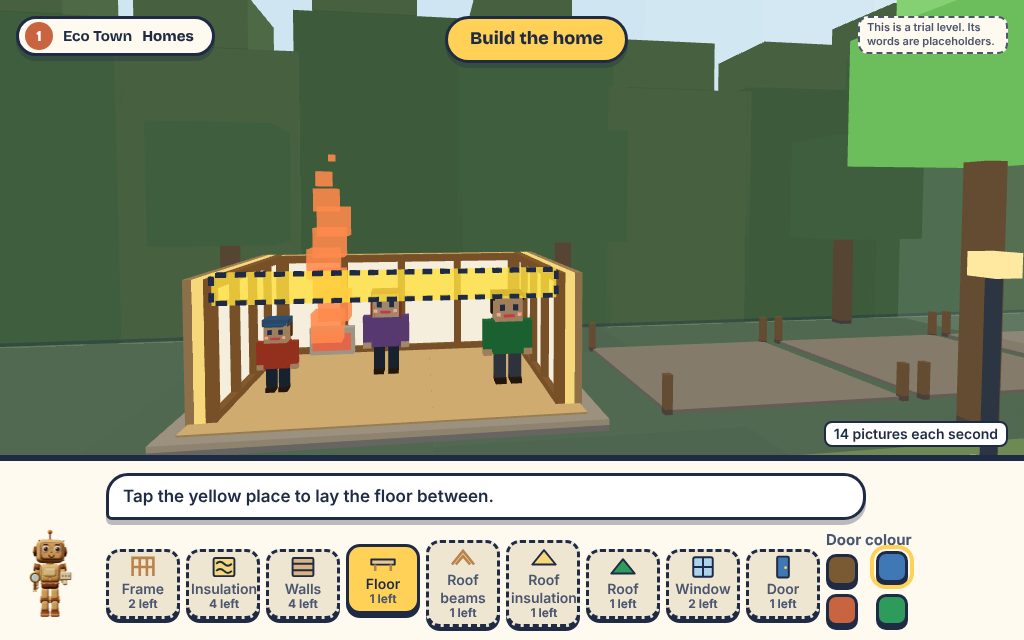 1 Eco Town Homes
Build the home
This is a trial level. Its
words are placeholders.
14 pictures each second
Tap the yellow place to lay the floor between.
Door colour
Frame
2 left
Insulation
4 left
Walls
4 left
Floor
1 left
Roof
beams
1 left
Roof
insulation
1 left
Roof
1 left
Window
2 left
Door
1 left